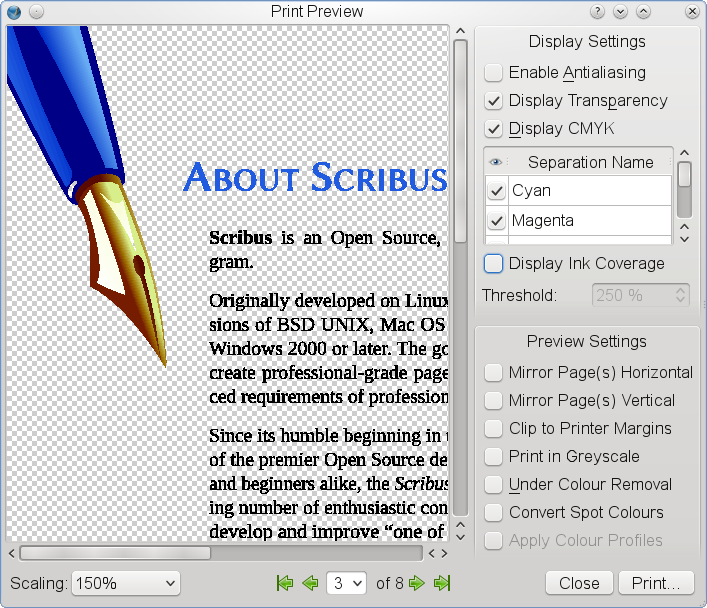 Print Preview
ABOUT SCRIBUS
Scribus is an Open Source,
gram.
Originally developed on Linux
sions of BSD UNIX, Mac OS
Windows 2000 or later. The go
create professional-grade page
ced requirements of profession
Since its humble beginning in
of the premier Open Source de
and beginners alike, the Scribus
ing number of enthusiastic con
develop and improve “one of
Display Settings
Enable Antialiasing
Display Transparency
Display CMYK
Separation Name
Cyan
Magenta
Display Ink Coverage
Threshold: 250 %
Preview Settings
Mirror Page(s) Horizontal
Mirror Page(s) Vertical
Clip to Printer Margins
Print in Greyscale
Under Colour Removal
Convert Spot Colours
Apply Colour Profiles
Scaling: 150% 3 of 8 Close Print...